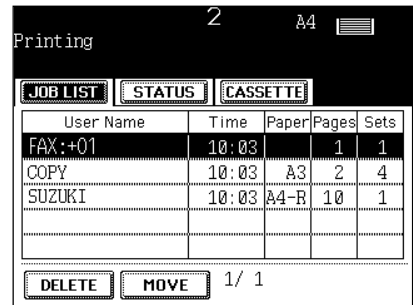 2 A4
Printing
JOB LIST STATUS CASSETTE
User Name Time Paper Pages Sets
FAX:+01 10:03 1 1
COPY 10:03 A3 2 4
SUZUKI 10:03 A4-R 10 1
DELETE MOVE 1/ 1